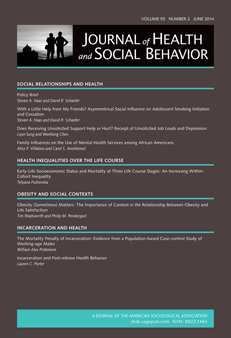 VOLUME 55 NUMBER 2 JUNE 2014
JOURNAL of HEALTH
and SOCIAL BEHAVIOR
SOCIAL RELATIONSHIPS AND HEALTH
Policy Brief
Steven A. Haas and David R. Schaefer
With a Little Help from My Friends? Asymmetrical Social Influence on Adolescent Smoking Initiation
and Cessation
Steven A. Haas and David R. Schaefer
Does Receiving Unsolicited Support Help or Hurt? Receipt of Unsolicited Job Leads and Depression
Lijun Song and Wenhong Chen
Family Influences on the Use of Mental Health Services among African Americans
Alice P. Villatoro and Carol S. Aneshensel
HEALTH INEQUALITIES OVER THE LIFE COURSE
Early-Life Socioeconomic Status and Mortality at Three Life Course Stages: An Increasing Within-
Cohort Inequality
Tetyana Pudrovska
OBESITY AND SOCIAL CONTEXTS
Obesity (Sometimes) Matters: The Importance of Context in the Relationship Between Obesity and
Life Satisfaction
Tim Wadsworth and Philip M. Pendergast
INCARCERATION AND HEALTH
The Mortality Penalty of Incarceration: Evidence from a Population-based Case-control Study of
Working-age Males
William Alex Pridemore
Incarceration and Post-release Health Behavior
Lauren C. Porter
A JOURNAL OF THE AMERICAN SOCIOLOGICAL ASSOCIATION
jhsb.sagepub.com ISSN: 0022-1465